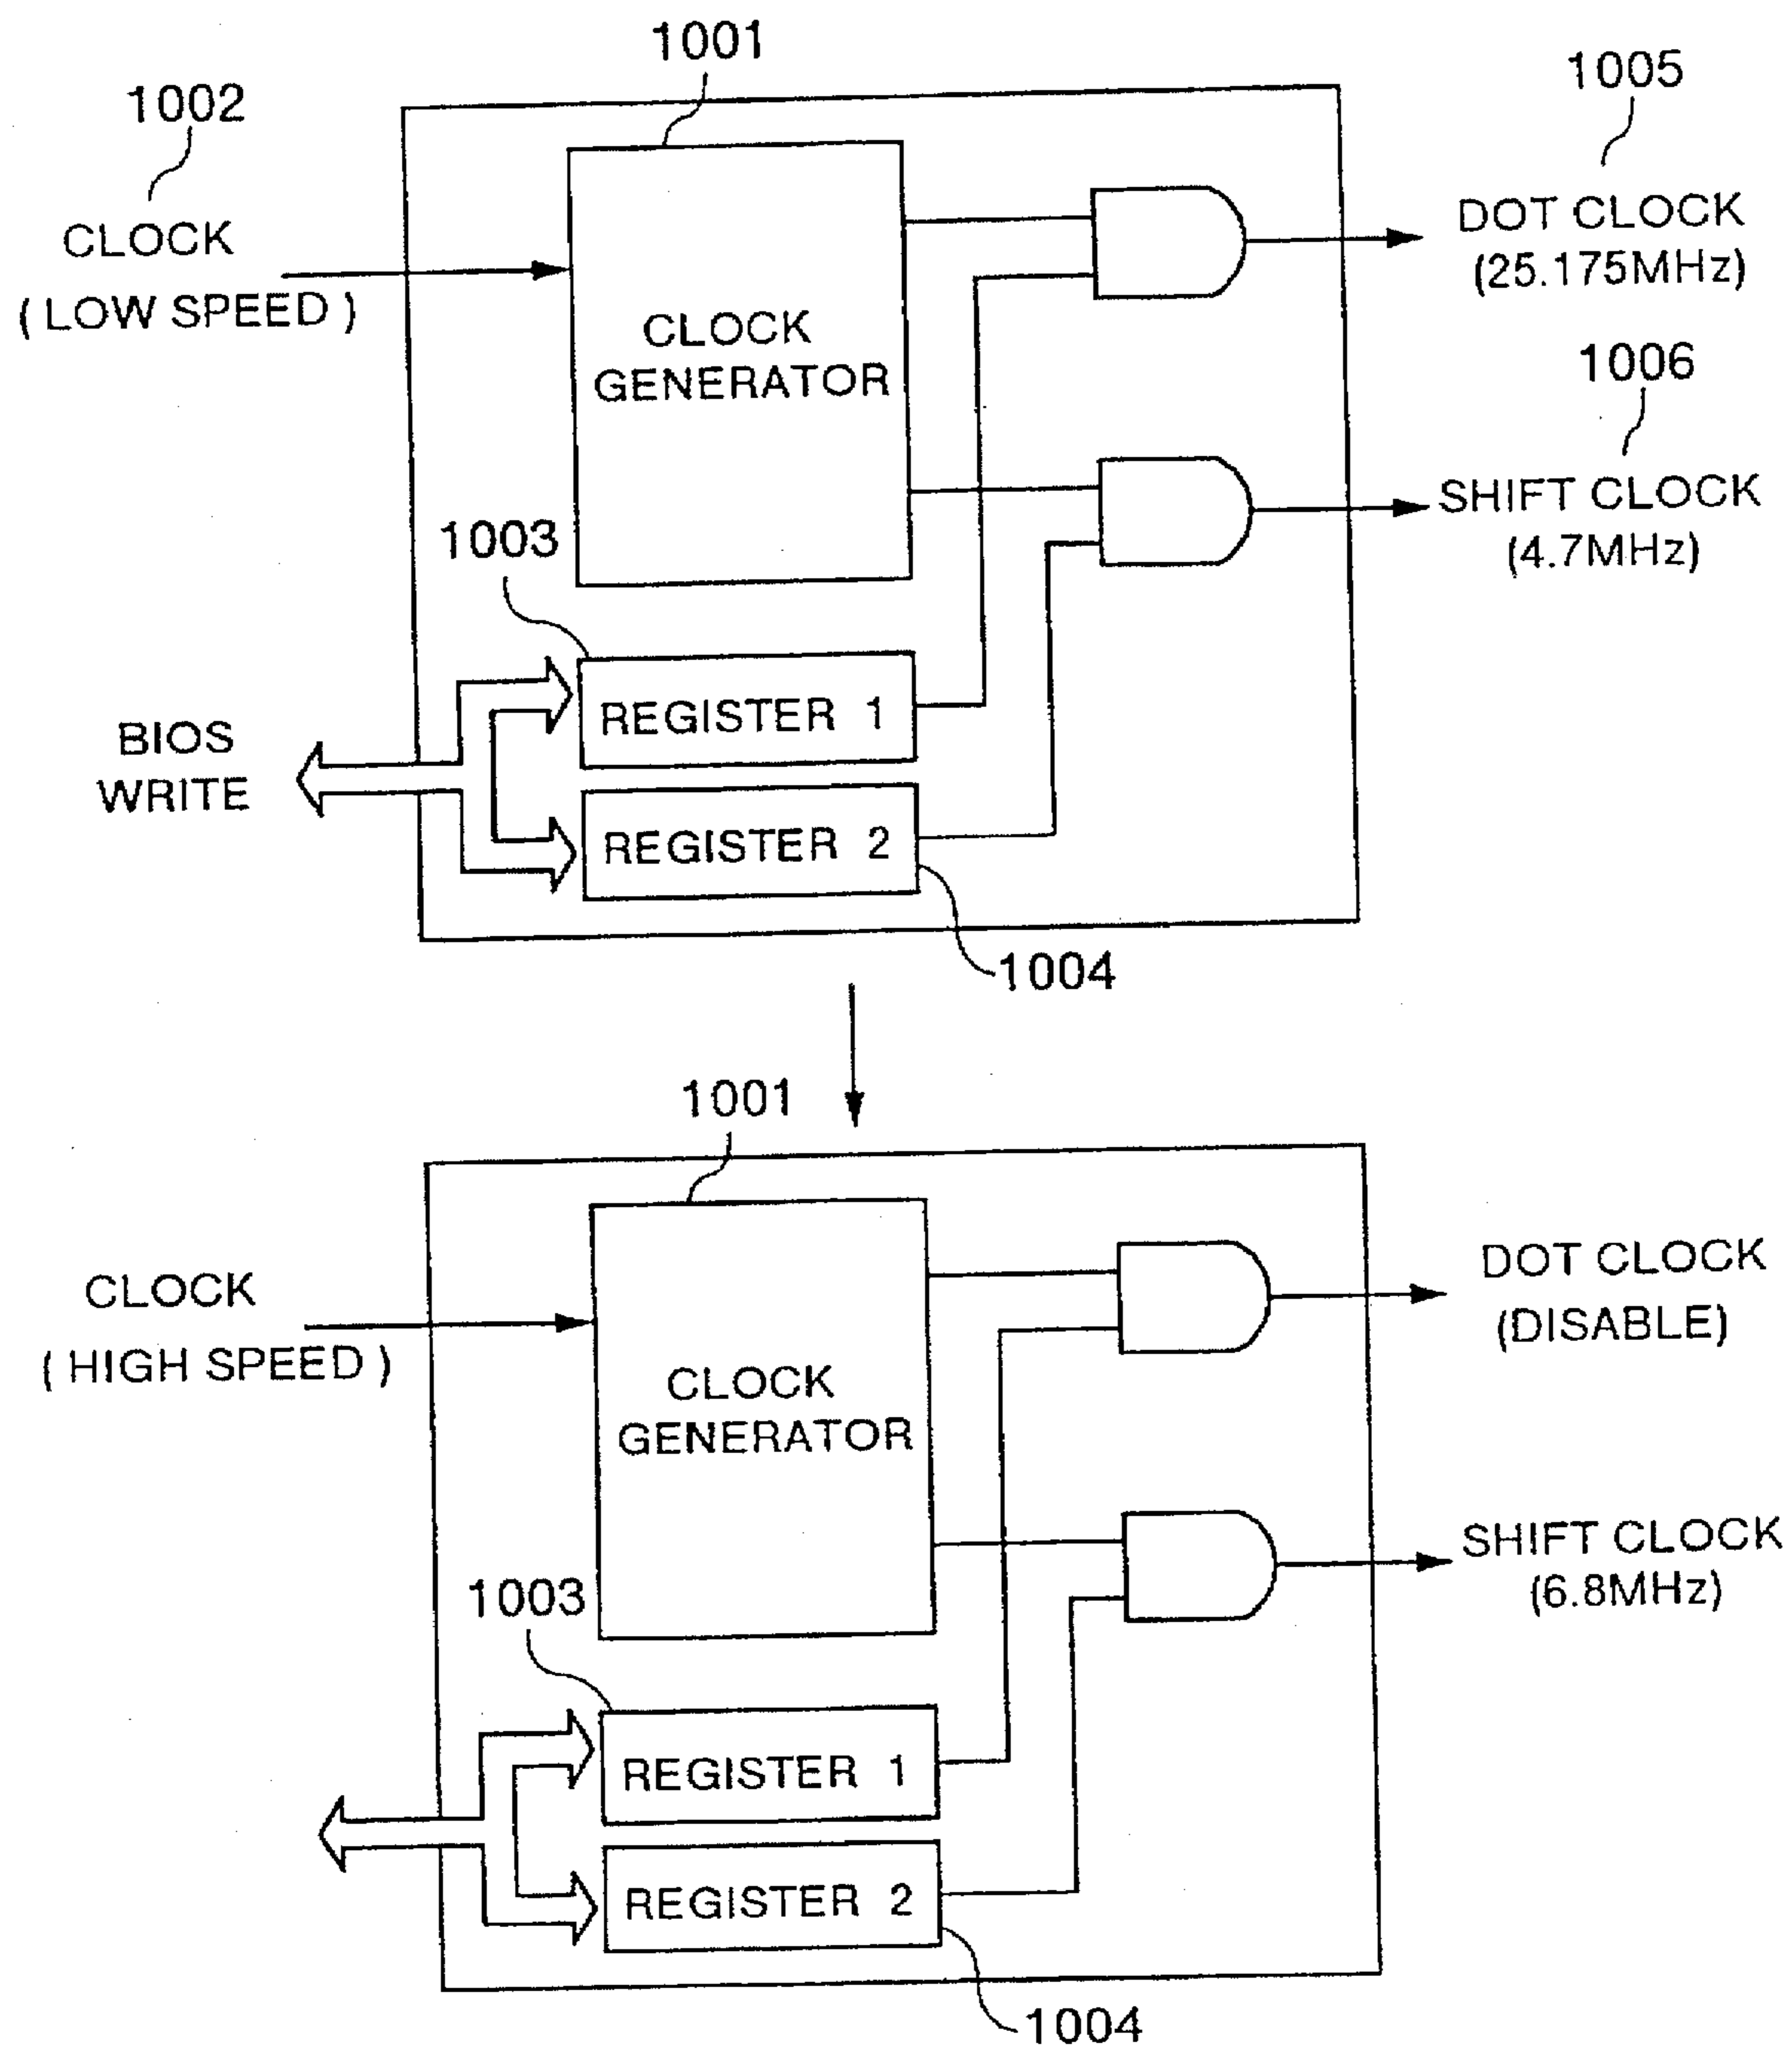 1001
1002
1005
CLOCK
( LOW SPEED )
DOT CLOCK
(25.175MHz)
CLOCK
GENERATOR
1006
SHIFT CLOCK
(4.7MHz)
1003
REGISTER 1
BIOS
WRITE
REGISTER 2
1004
1001
CLOCK
( HIGH SPEED )
DOT CLOCK
(DISABLE)
CLOCK
GENERATOR
SHIFT CLOCK
(6.8MHz)
1003
REGISTER 1
REGISTER 2
1004